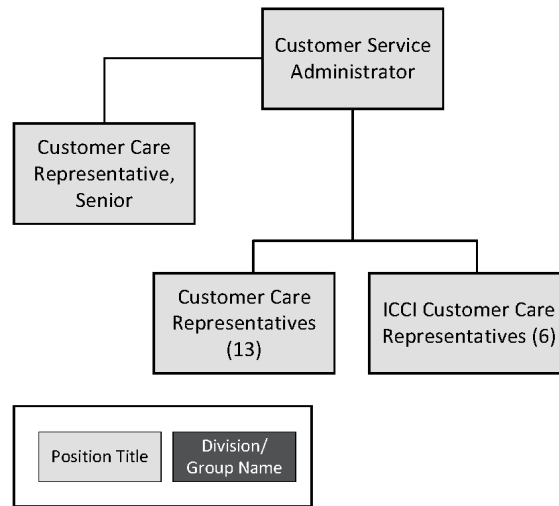 Customer Service
Administrator
Customer Care
Representative,
Senior
Customer Care
Representatives
(13)
ICCI Customer Care
Representatives (6)
Position Title
Division/
Group Name